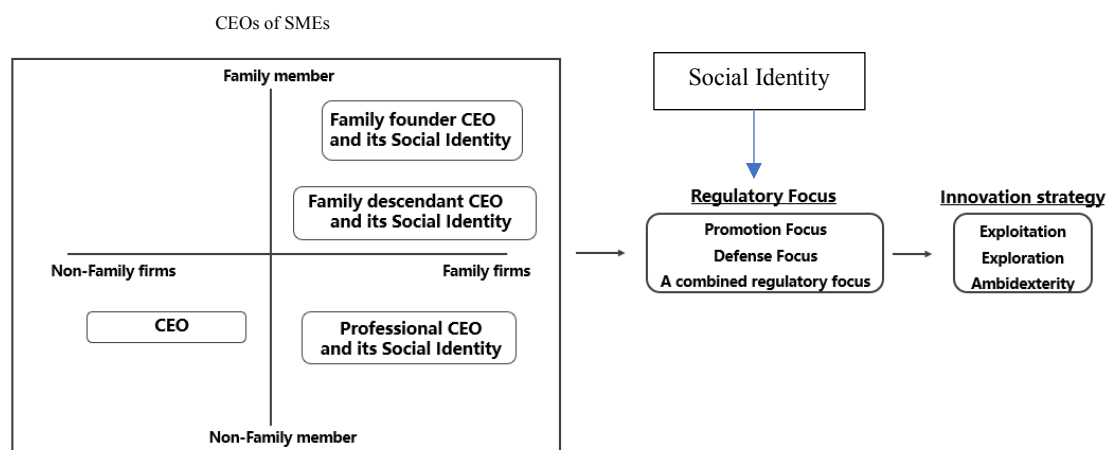 CEOs of SMEs
Family member
Family founder CEO
and its Social Identity
Family descendant CEO
and its Social Identity
Non-Family firms
Family firms
CEO
Professional CEO
and its Social Identity
Non-Family member
Social Identity
Regulatory Focus
Promotion Focus
Defense Focus
A combined regulatory focus
Innovation strategy
Exploitation
Exploration
Ambidexterity